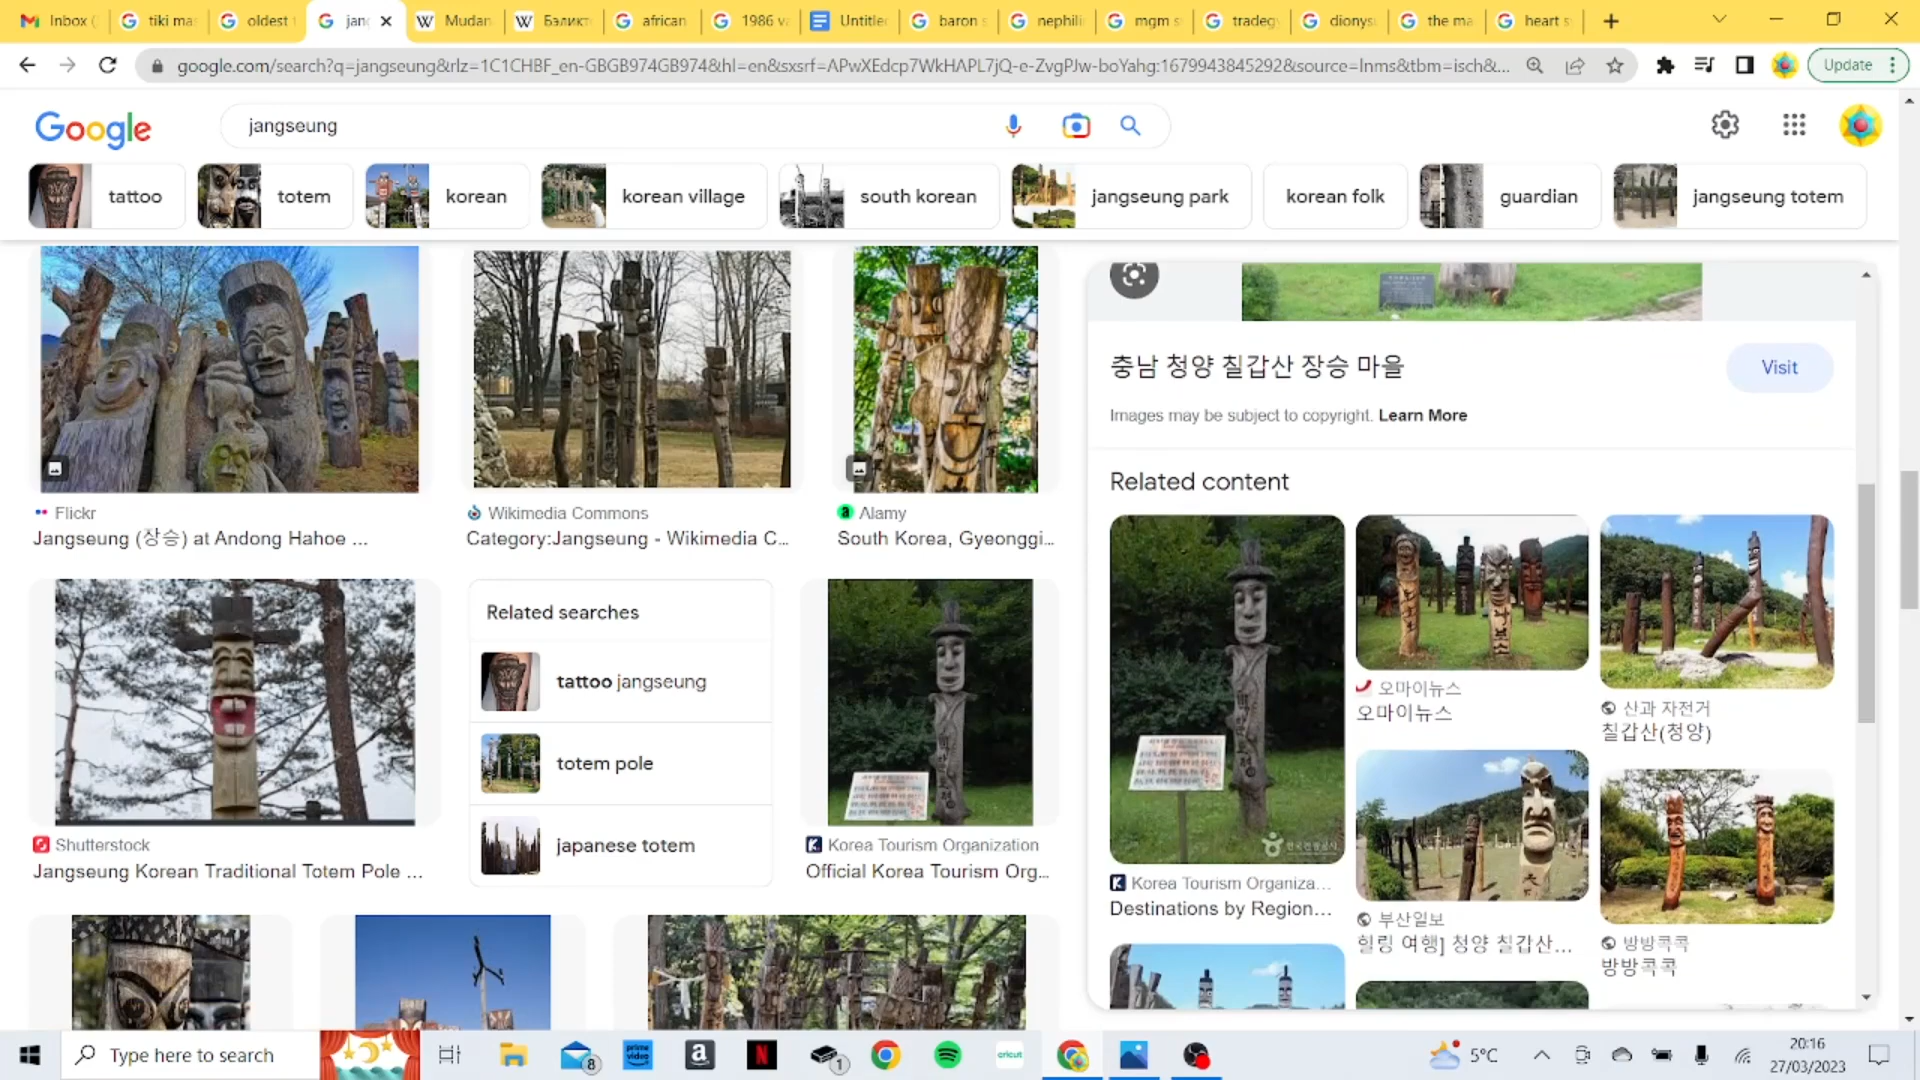 Inbox (
tiki ma
oldest
jan
Mudan
Бэликт
african
1986 v
Untitle
baron s
nephili
mgm s
tradeg
dionys
the ma
heart s
google.com/search?q=jangseung&rlz=1C1CHBF_en-GBGB974GB974&hl=en&sxsrf=APwXEdcp7WkHAPL7jQ-e-ZvgPJw-boYahg:1679943845292&source=lnms&tbm=isch&...
Update
Google
jangseung
tattoo
totem
korean
korean village
south korean
jangseung park
korean folk
guardian
jangseung totem
Flickr
Jangseung (장승) at Andong Hahoe ...
Wikimedia Commons
Category:Jangseung - Wikimedia C...
Alamy
South Korea, Gyeonggi...
Shutterstock
Jangseung Korean Traditional Totem Pole ...
Related searches
tattoo jangseung
totem pole
japanese totem
Korea Tourism Organization
Official Korea Tourism Org...
충남 청양 칠갑산 장승 마을
Visit
Images may be subject to copyright. Learn More
Related content
Korea Tourism Organiza...
Destinations by Region...
오마이뉴스
오마이뉴스
산과 자전거
칠갑산(청양)
부산일보
힐링 여행] 청양 칠갑산...
방방콕콕
방방콕콕
Type here to search
8
prime video
1
cricut
5°C
20:16
27/03/2023